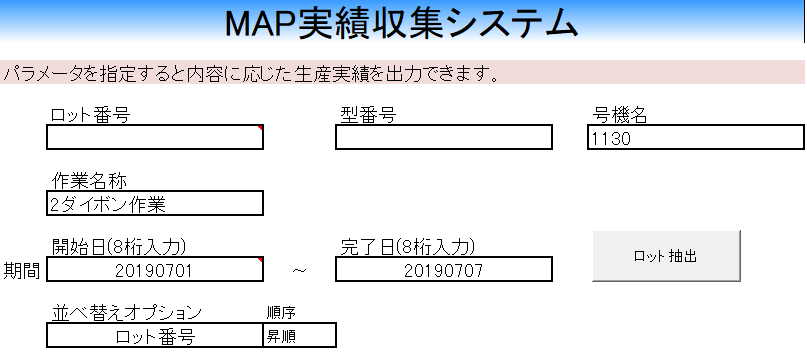 MAP実績収集システム
パラメータを指定すると内容に応じた生産実績を出力できます。
ロット番号 型番号 号機名
1130
作業名称
2ダイボン作業
開始日(8桁入力) 完了日(8桁入力)
期間 20190701 ～ 20190707 ロット抽出
並べ替えオプション 順序
ロット番号 昇順